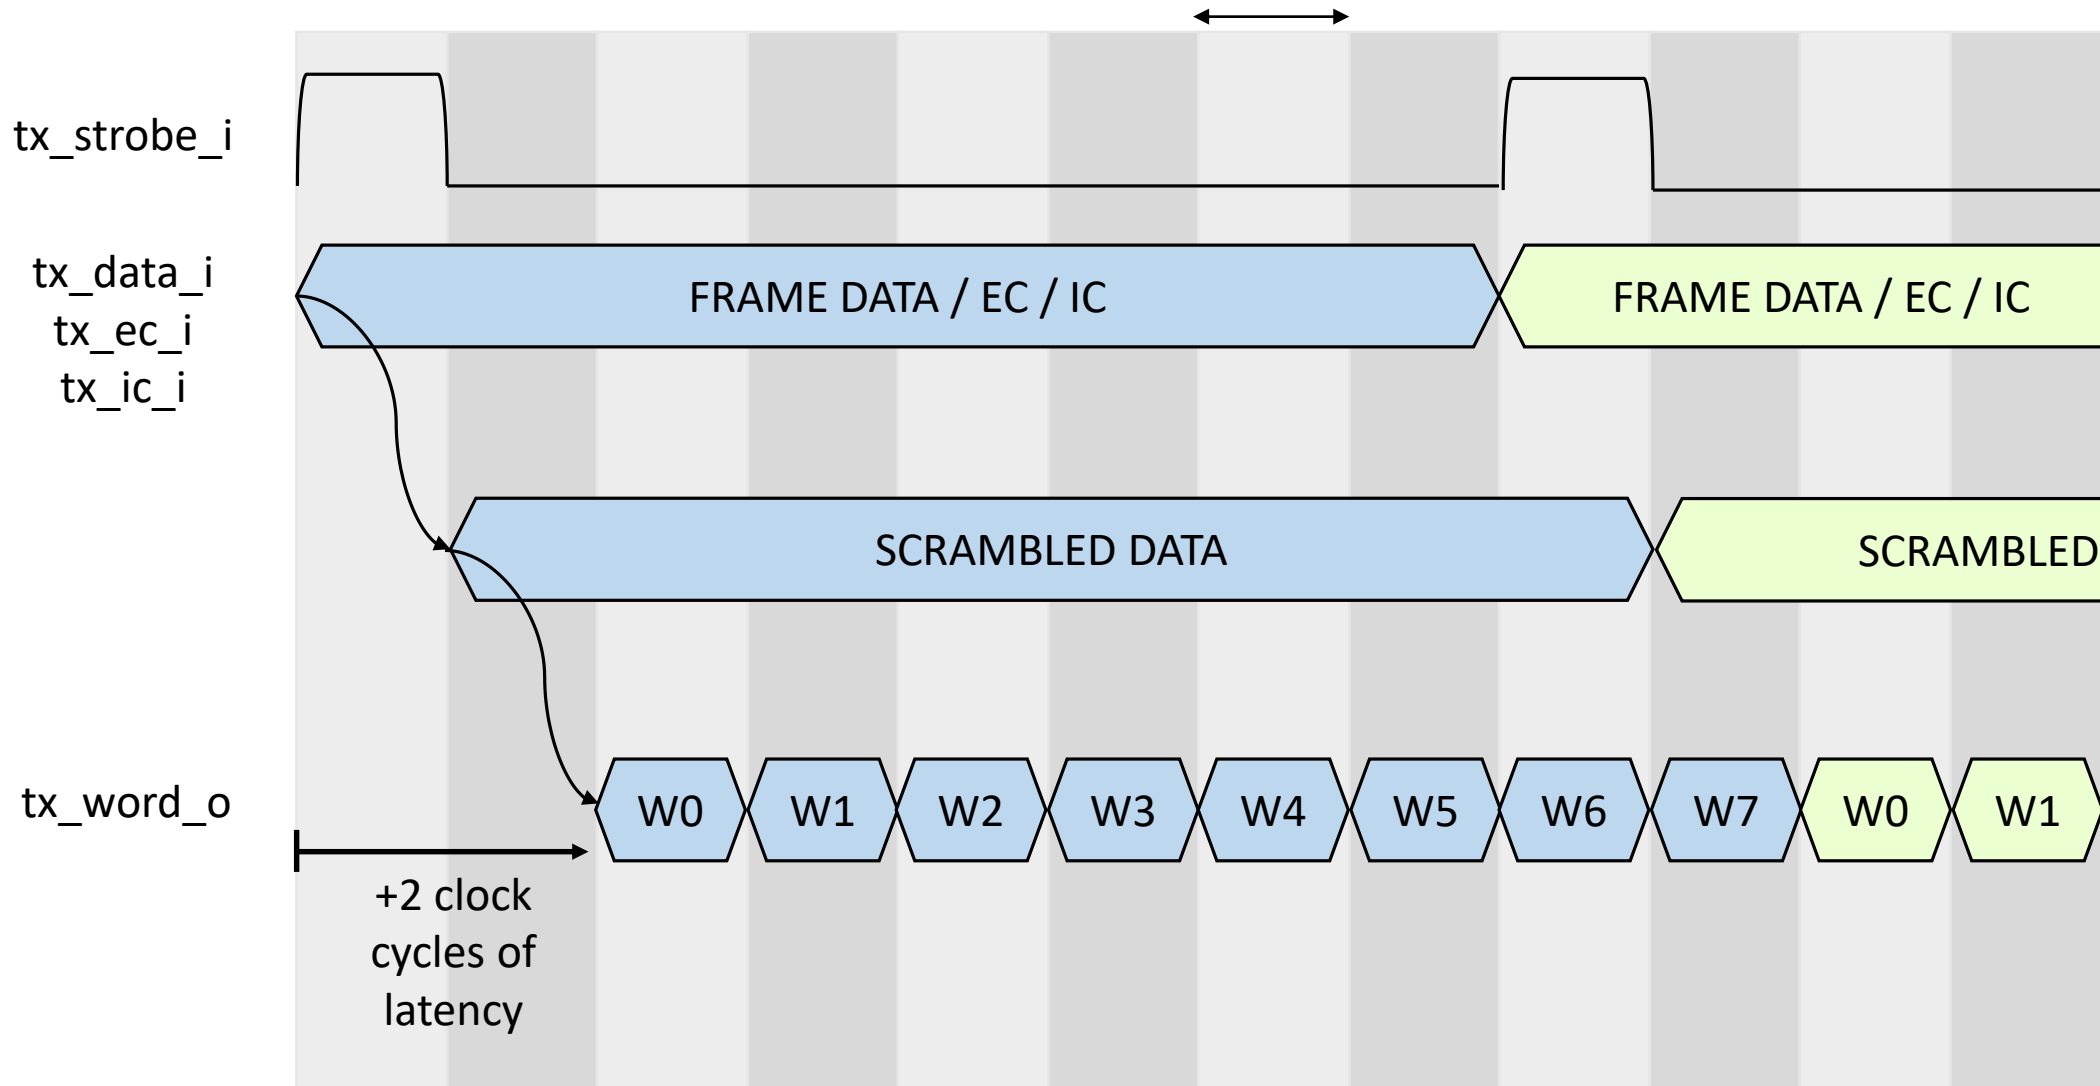 tx_strobe_i
tx_data_i
tx_ec_i
tx_ic_i
FRAME DATA / EC / IC
FRAME DATA / EC / IC
SCRAMBLED DATA
SCRAMBLED
tx_word_o
W0
W1
W2
W3
W4
W5
W6
W7
W0
W1
+2 clock
cycles of
latency